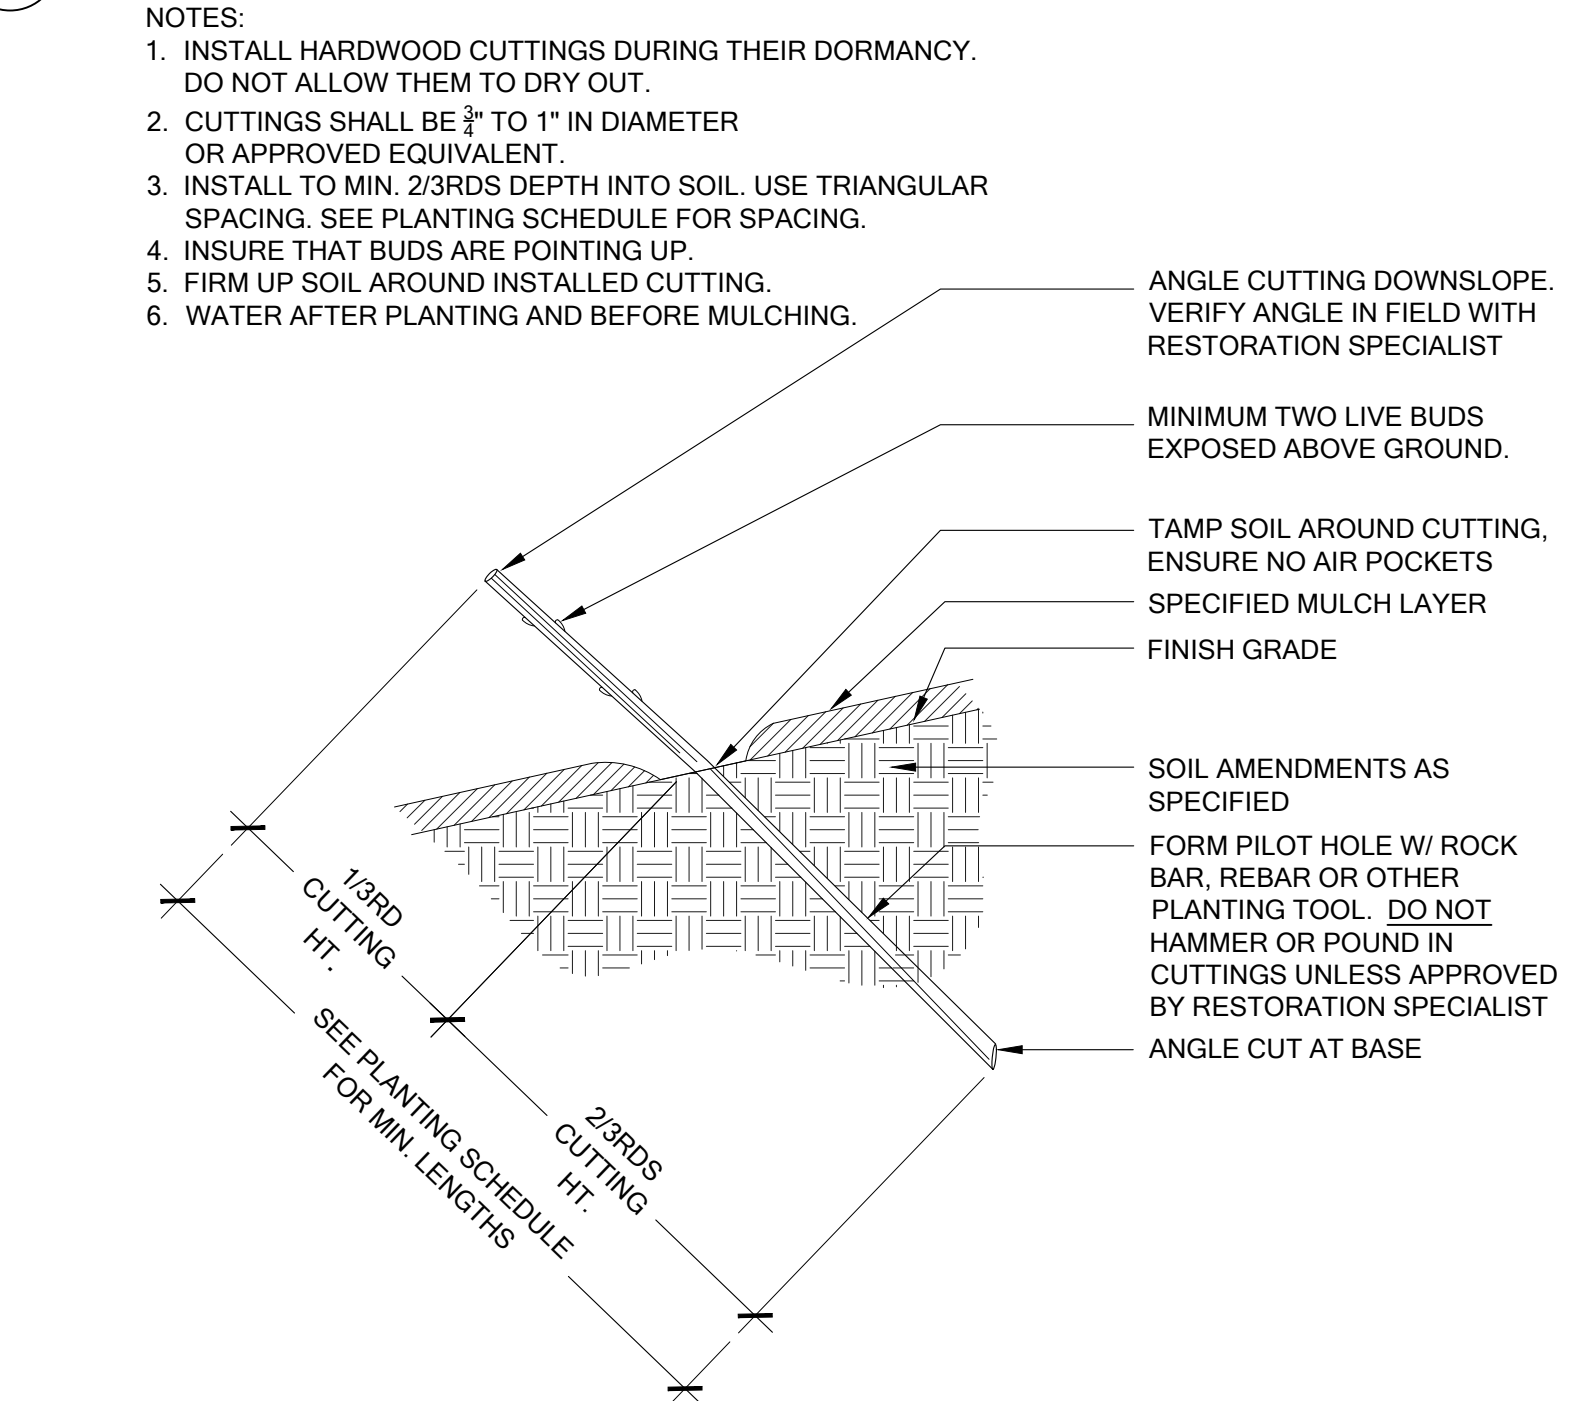 NOTES:
1. INSTALL HARDWOOD CUTTINGS DURING THEIR DORMANCY.
DO NOT ALLOW THEM TO DRY OUT.
2. CUTTINGS SHALL BE 3/4" TO 1" IN DIAMETER
OR APPROVED EQUIVALENT.
3. INSTALL TO MIN. 2/3RDS DEPTH INTO SOIL. USE TRIANGULAR
SPACING. SEE PLANTING SCHEDULE FOR SPACING.
4. INSURE THAT BUDS ARE POINTING UP.
5. FIRM UP SOIL AROUND INSTALLED CUTTING.
6. WATER AFTER PLANTING AND BEFORE MULCHING.
ANGLE CUTTING DOWNSLOPE.
VERIFY ANGLE IN FIELD WITH
RESTORATION SPECIALIST
MINIMUM TWO LIVE BUDS
EXPOSED ABOVE GROUND.
TAMP SOIL AROUND CUTTING,
ENSURE NO AIR POCKETS
SPECIFIED MULCH LAYER
FINISH GRADE
SOIL AMENDMENTS AS
SPECIFIED
FORM PILOT HOLE W/ ROCK
BAR, REBAR OR OTHER
PLANTING TOOL. DO NOT
HAMMER OR POUND IN
CUTTINGS UNLESS APPROVED
BY RESTORATION SPECIALIST
ANGLE CUT AT BASE
1/3RD
CUTTING
HT.
2/3RDS
CUTTING
HT.
SEE PLANTING SCHEDULE
FOR MIN. LENGTHS